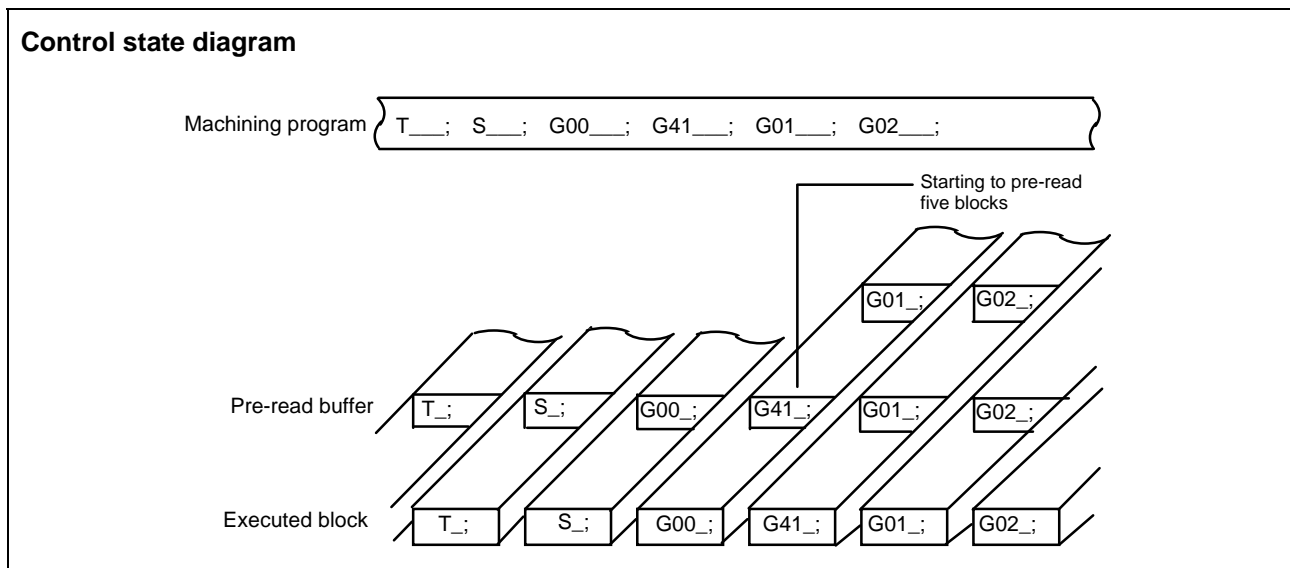 Control state diagram
Machining program T___; S___; G00___; G41___; G01___; G02___;
Starting to pre-read
five blocks
G01_; G02_;
Pre-read buffer T_; S_; G00_; G41_; G01_; G02_;
Executed block T_; S_; G00_; G41_; G01_; G02_;